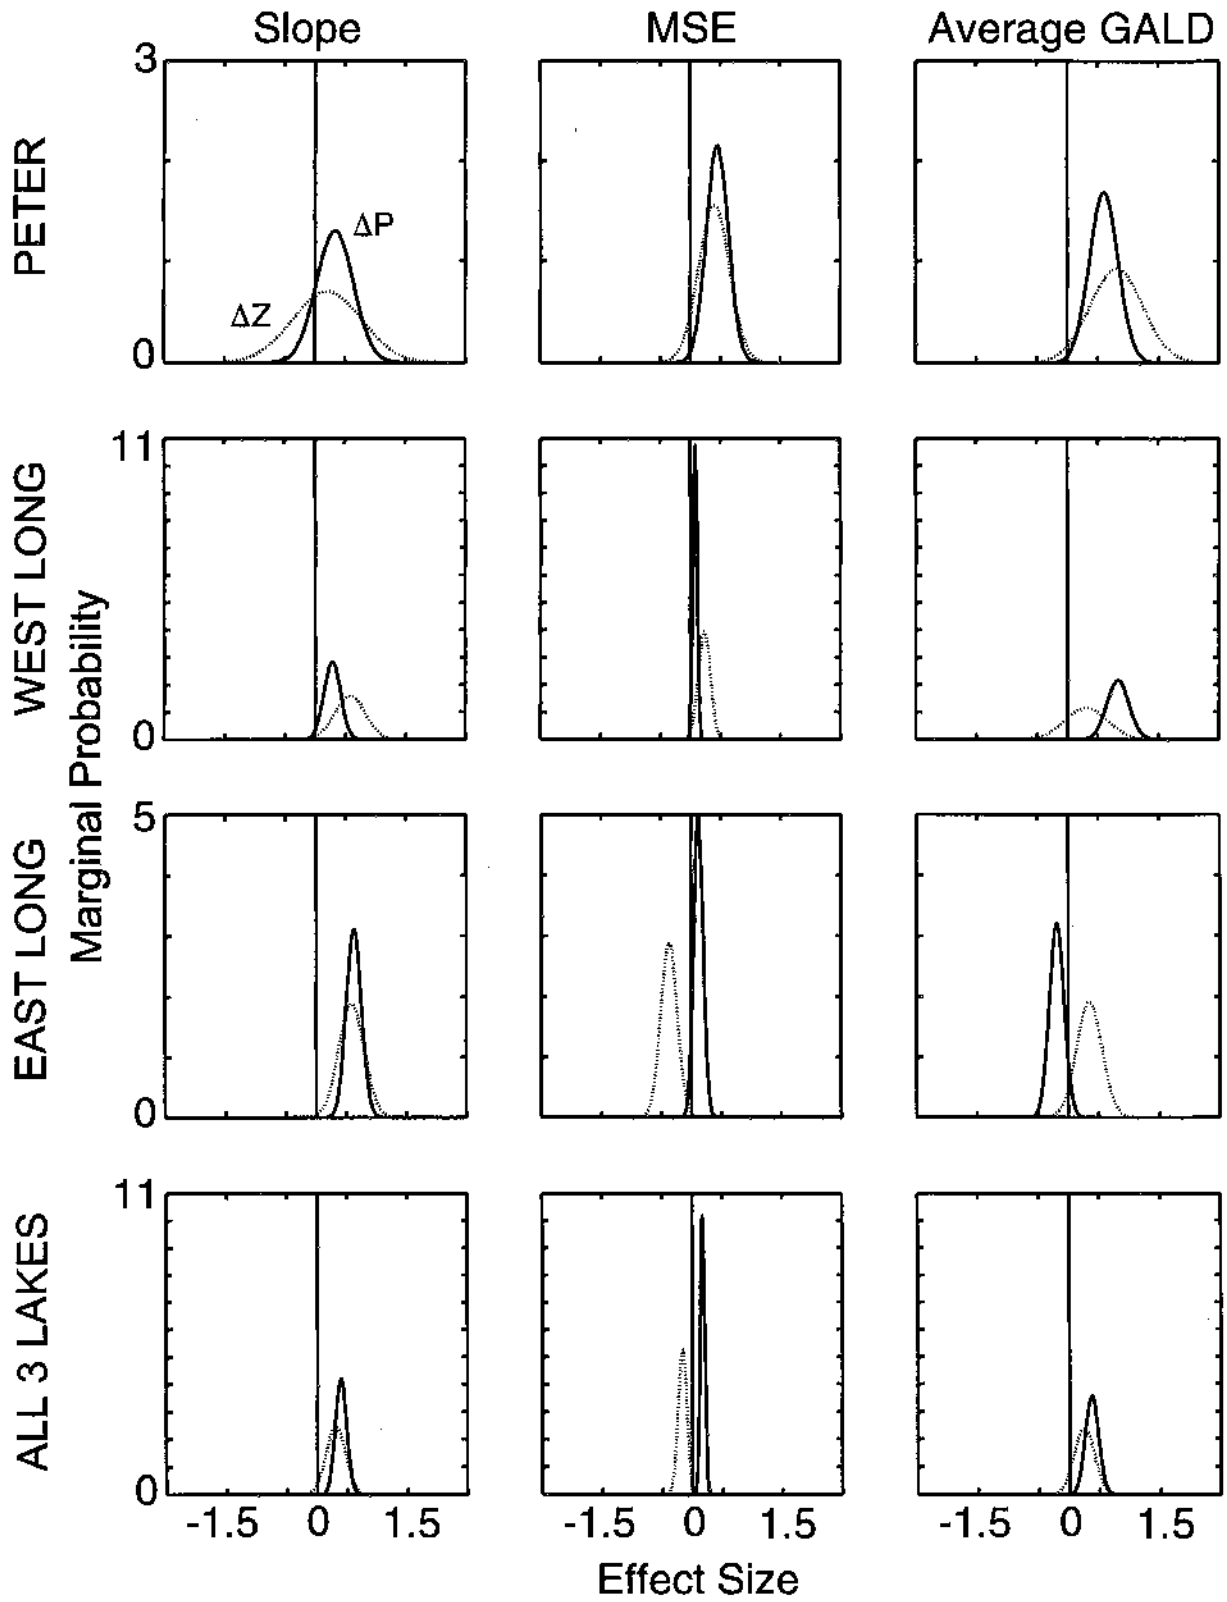 Slope MSE Average GALD
PETER
3
ΔP
ΔZ
0
WEST LONG
11
0
Marginal Probability
EAST LONG
5
0
ALL 3 LAKES
11
0
-1.5 0 1.5 -1.5 0 1.5 -1.5 0 1.5
Effect Size